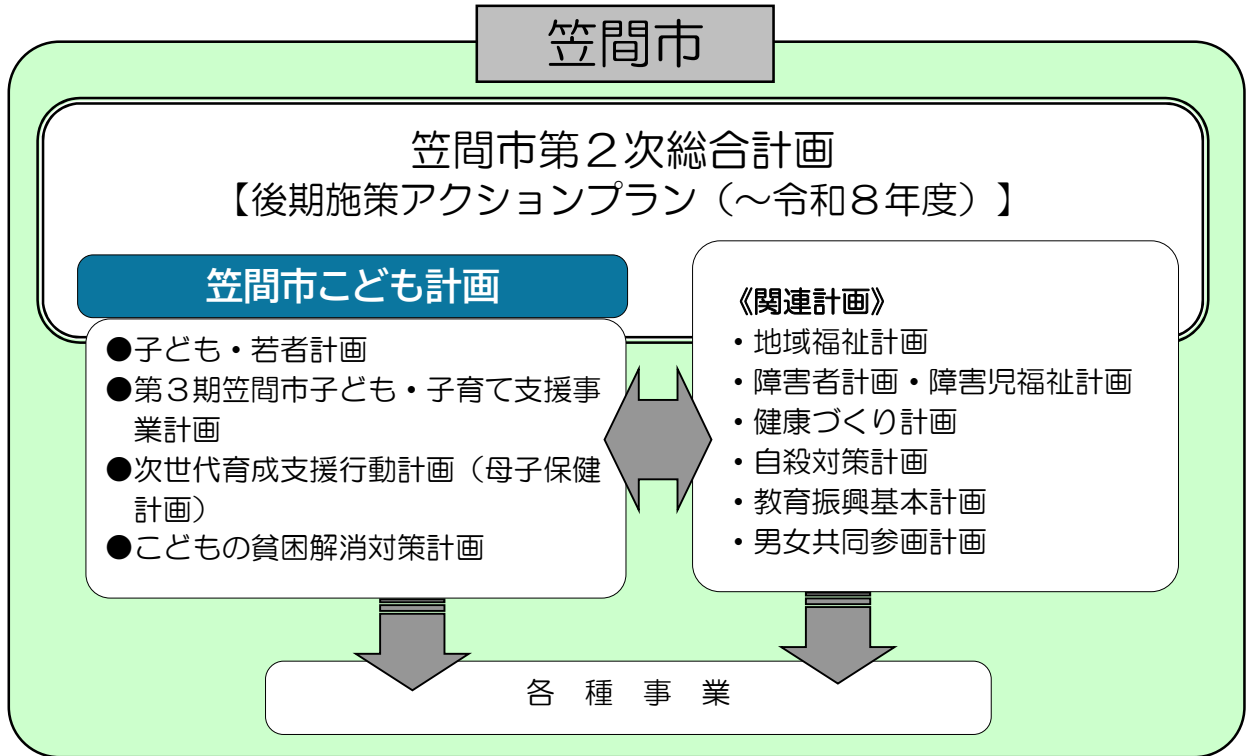 笠間市
笠間市第２次総合計画
【後期施策アクションプラン（～令和８年度）】
笠間市こども計画
●子ども・若者計画
●第３期笠間市子ども・子育て支援事
業計画
●次世代育成支援行動計画（母子保健
計画）
●こどもの貧困解消対策計画
《関連計画》
・地域福祉計画
・障害者計画・障害児福祉計画
・健康づくり計画
・自殺対策計画
・教育振興基本計画
・男女共同参画計画
各　種　事　業